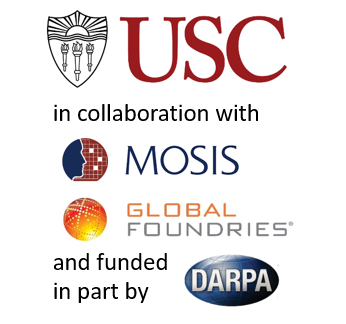 USC
in collaboration with
MOSIS
GLOBAL
FOUNDRIES®
and funded
in part by
DARPA